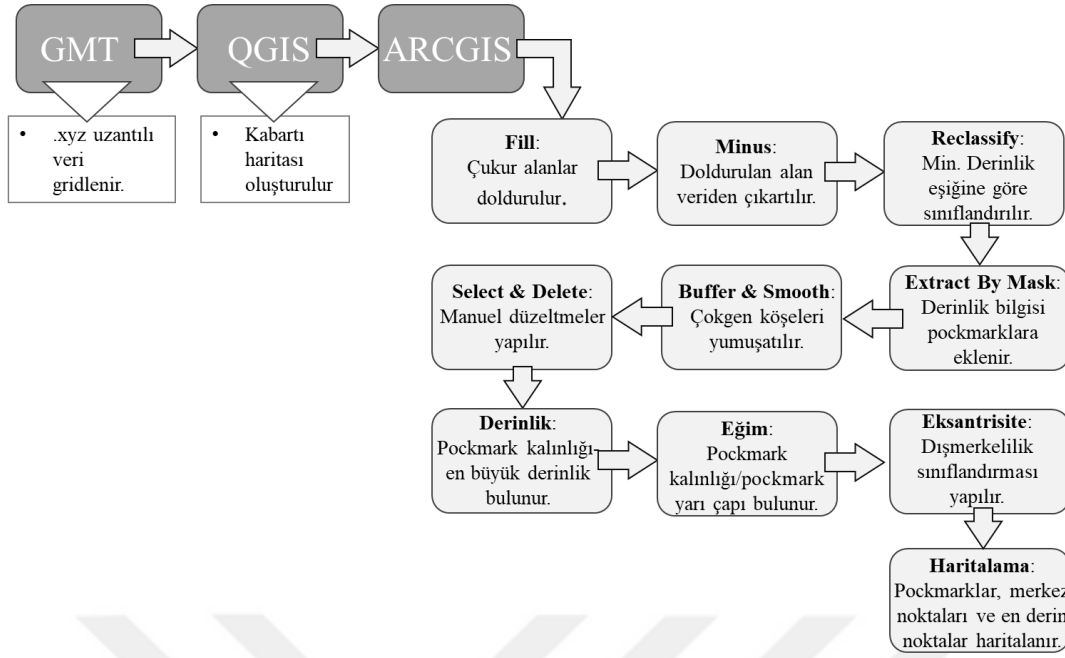 GMT
QGIS
ARCGIS
• .xyz uzantılı
veri
gridlenir.
• Kabartı
haritası
oluşturulur
Fill:
Çukur alanlar
doldurulur.
Minus:
Doldurulan alan
veriden çıkartılır.
Reclassify:
Min. Derinlik
eşiğine göre
sınıflandırılır.
Extract By Mask:
Derinlik bilgisi
pockmarklara
eklenir.
Buffer & Smooth:
Çokgen köşeleri
yumuşatılır.
Select & Delete:
Manuel düzeltmeler
yapılır.
Derinlik:
Pockmark kalınlığı-
en büyük derinlik
bulunur.
Eğim:
Pockmark
kalınlığı/pockmark
yarı çapı bulunur.
Eksantrisite:
Dışmerkelilik
sınıflandırması
yapılır.
Haritalama:
Pockmarklar, merkez
noktaları ve en derin
noktalar haritalanır.